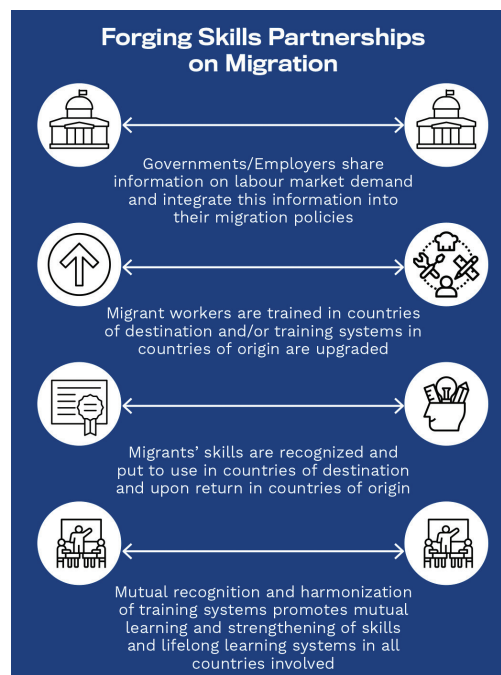 Forging Skills Partnerships
on Migration
Governments/Employers share
information on labour market demand
and integrate this information into
their migration policies
Migrant workers are trained in countries
of destination and/or training systems in
countries of origin are upgraded
Migrants’ skills are recognized and
put to use in countries of destination
and upon return in countries of origin
Mutual recognition and harmonization
of training systems promotes mutual
learning and strengthening of skills
and lifelong learning systems in all
countries involved